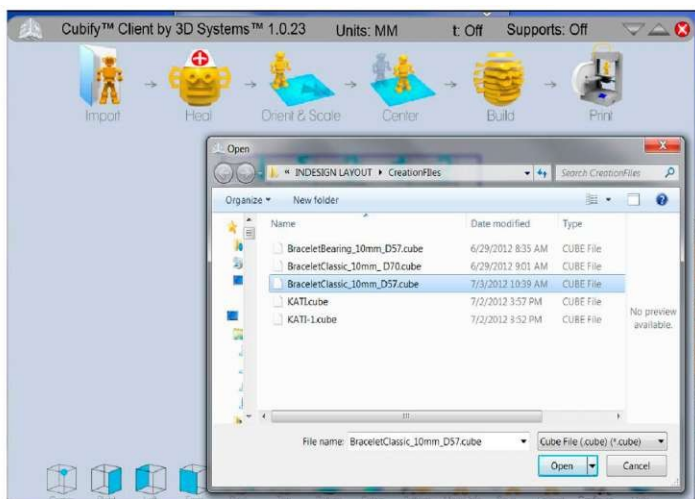 Cubify™ Client by 3D Systems™ 1.0.23 Units: MM t: Off Supports: Off
Import Heal Orient & Scale Center Build Print
Open
« INDESIGN LAYOUT ▸ CreationFIles Search CreationFiles
Organize New folder
Name Date modified Type
BraceletBearing_10mm_D57.cube 6/29/2012 8:35 AM CUBE File
BraceletClassic_10mm_ D70.cube 6/29/2012 9:01 AM CUBE File
BraceletClassic_10mm_D57.cube 7/3/2012 10:39 AM CUBE File
KATI.cube 7/2/2012 3:57 PM CUBE File
KATI-1.cube 7/2/2012 3:52 PM CUBE File
No preview
available.
File name: BraceletClassic_10mm_D57.cube Cube File (.cube) (*.cube)
Open Cancel